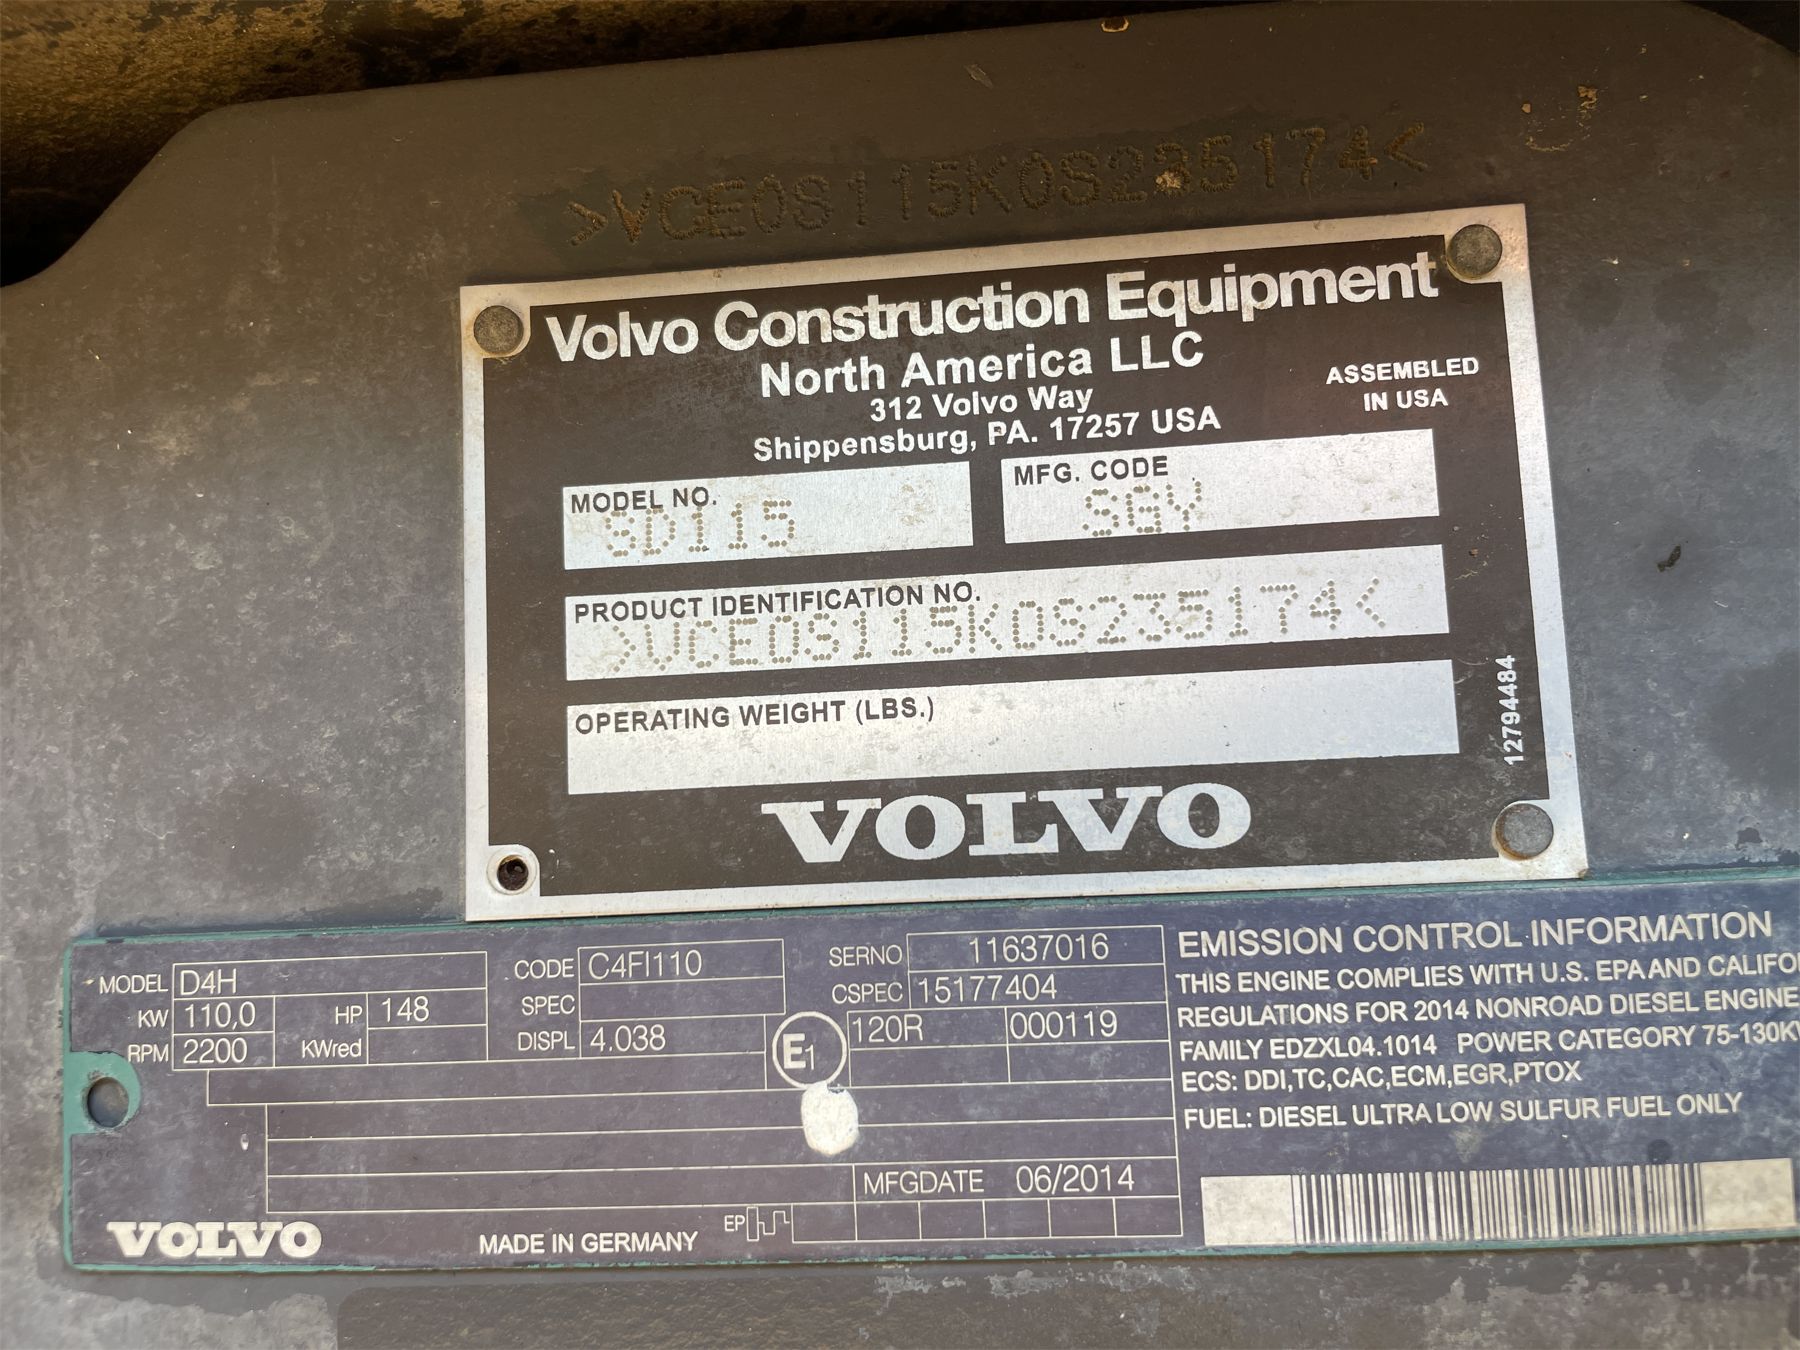 >VCE0S115K0S235174<
Volvo Construction Equipment
North America LLC
312 Volvo Way
Shippensburg, PA. 17257 USA
ASSEMBLED
IN USA
MODEL NO.
SD115
MFG. CODE
SGY
PRODUCT IDENTIFICATION NO.
>VCE0S115K0S235174<
OPERATING WEIGHT (LBS.)
12794484
VOLVO
MODEL D4H
KW 110,0 HP 148
RPM 2200 KWred
CODE C4FI110
SPEC
DISPL 4.038
SERNO 11637016
CSPEC 15177404
E1 120R 000119
MFGDATE 06/2014
VOLVO
MADE IN GERMANY
EP
EMISSION CONTROL INFORMATION
THIS ENGINE COMPLIES WITH U.S. EPA AND CALIFO
REGULATIONS FOR 2014 NONROAD DIESEL ENGINE
FAMILY EDZXL04.1014 POWER CATEGORY 75-130K
ECS: DDI,TC,CAC,ECM,EGR,PTOX
FUEL: DIESEL ULTRA LOW SULFUR FUEL ONLY